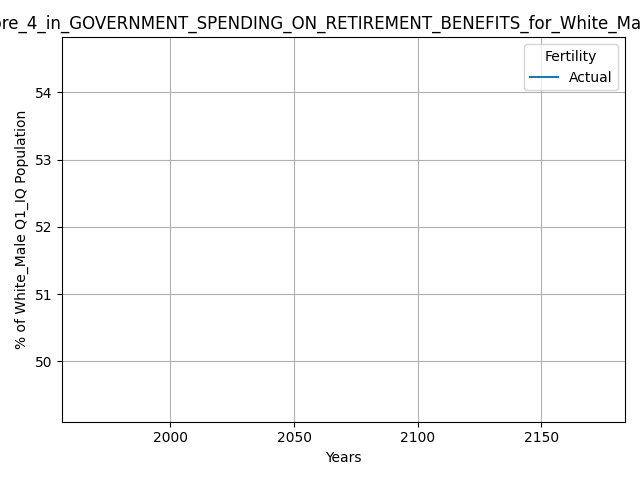 ore_4_in_GOVERNMENT_SPENDING_ON_RETIREMENT_BENEFITS_for_White_Ma
Fertility
Actual
54
53
52
51
50
% of White_Male Q1_IQ Population
2000 2050 2100 2150
Years